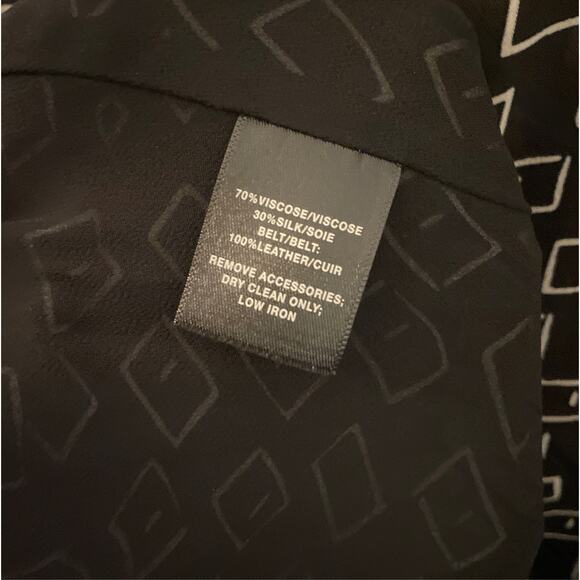 70%VISCOSE/VISCOSE
30%SILK/SOIE
BELT/BELT:
100%LEATHER/CUIR
REMOVE ACCESSORIES;
DRY CLEAN ONLY;
LOW IRON